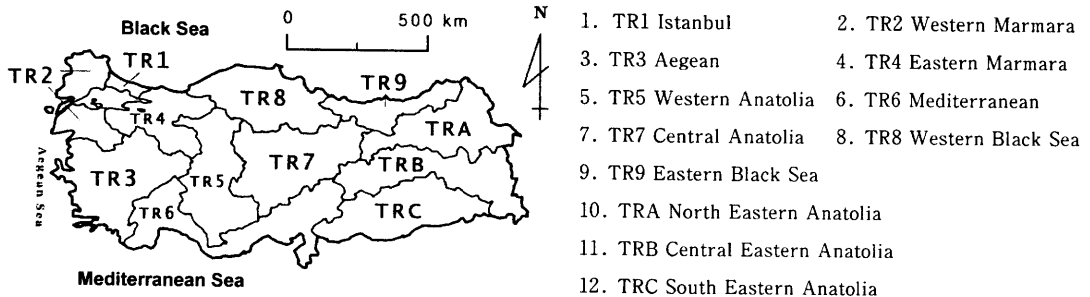 Black Sea
0 500 km
N
TR1
TR2
TR9
TR8
TR4
TRA
TR7
TRB
TR3
TR5
TR6
TRC
Aegean Sea
Mediterranean Sea
1. TR1 Istanbul 2. TR2 Western Marmara
3. TR3 Aegean 4. TR4 Eastern Marmara
5. TR5 Western Anatolia 6. TR6 Mediterranean
7. TR7 Central Anatolia 8. TR8 Western Black Sea
9. TR9 Eastern Black Sea
10. TRA North Eastern Anatolia
11. TRB Central Eastern Anatolia
12. TRC South Eastern Anatolia